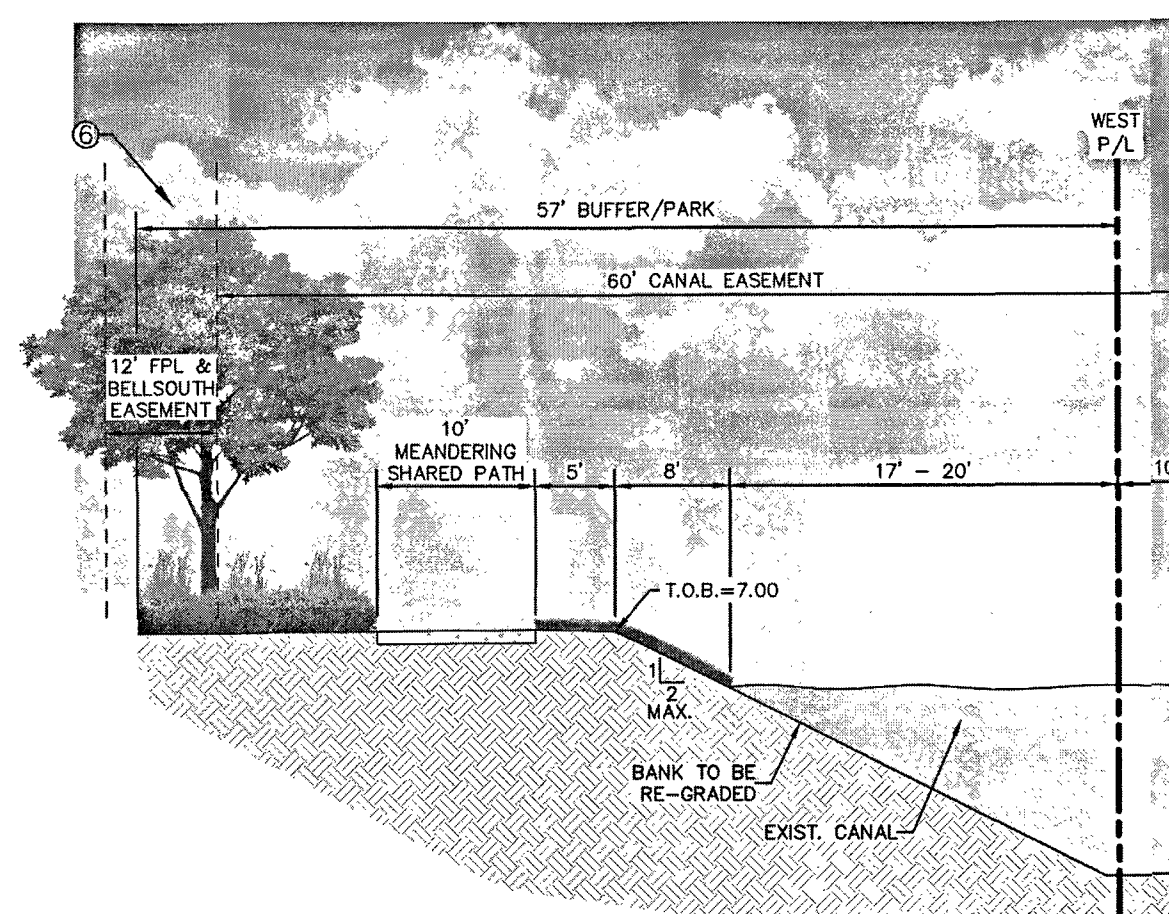 WEST
P/L
6
57' BUFFER/PARK
60' CANAL EASEMENT
12' FPL &
BELLSOUTH
EASEMENT
10'
MEANDERING
SHARED PATH
5'
8'
17' - 20'
T.O.B.=7.00
1
2
MAX.
BANK TO BE
RE-GRADED
EXIST. CANAL